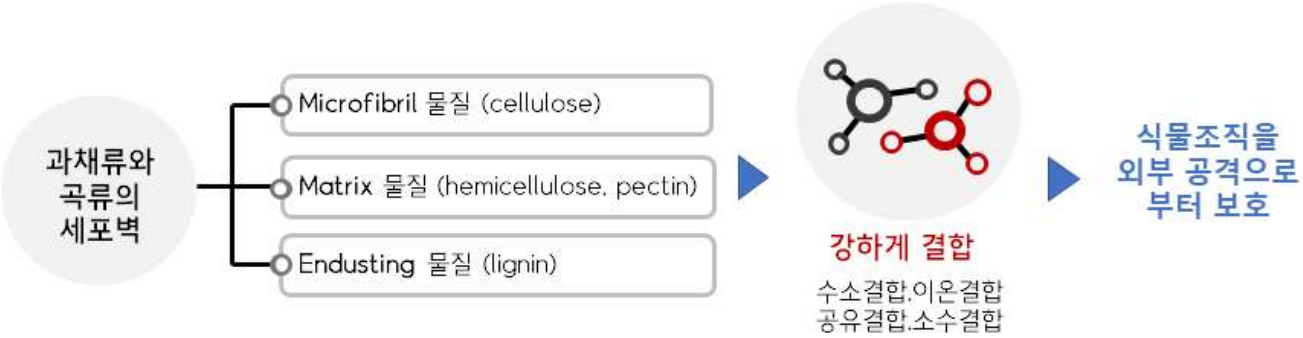 과채류와
곡류의
세포벽
Microfibril 물질 (cellulose)
Matrix 물질 (hemicellulose. pectin)
Endusting 물질 (lignin)
강하게 결합
수소결합.이온결합
공유결합.소수결합
식물조직을
외부 공격으로
부터 보호